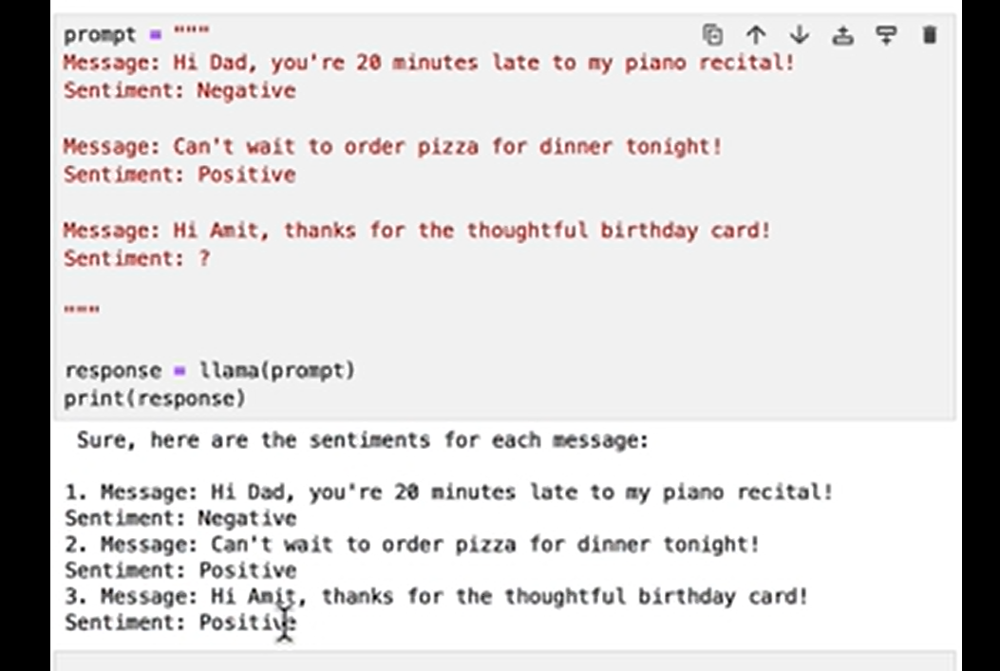 prompt = """
Message: Hi Dad, you're 20 minutes late to my piano recital!
Sentiment: Negative
Message: Can't wait to order pizza for dinner tonight!
Sentiment: Positive
Message: Hi Amit, thanks for the thoughtful birthday card!
Sentiment: ?
"""
response = llama(prompt)
print(response)
Sure, here are the sentiments for each message:
1. Message: Hi Dad, you're 20 minutes late to my piano recital!
Sentiment: Negative
2. Message: Can't wait to order pizza for dinner tonight!
Sentiment: Positive
3. Message: Hi Amit, thanks for the thoughtful birthday card!
Sentiment: Positive